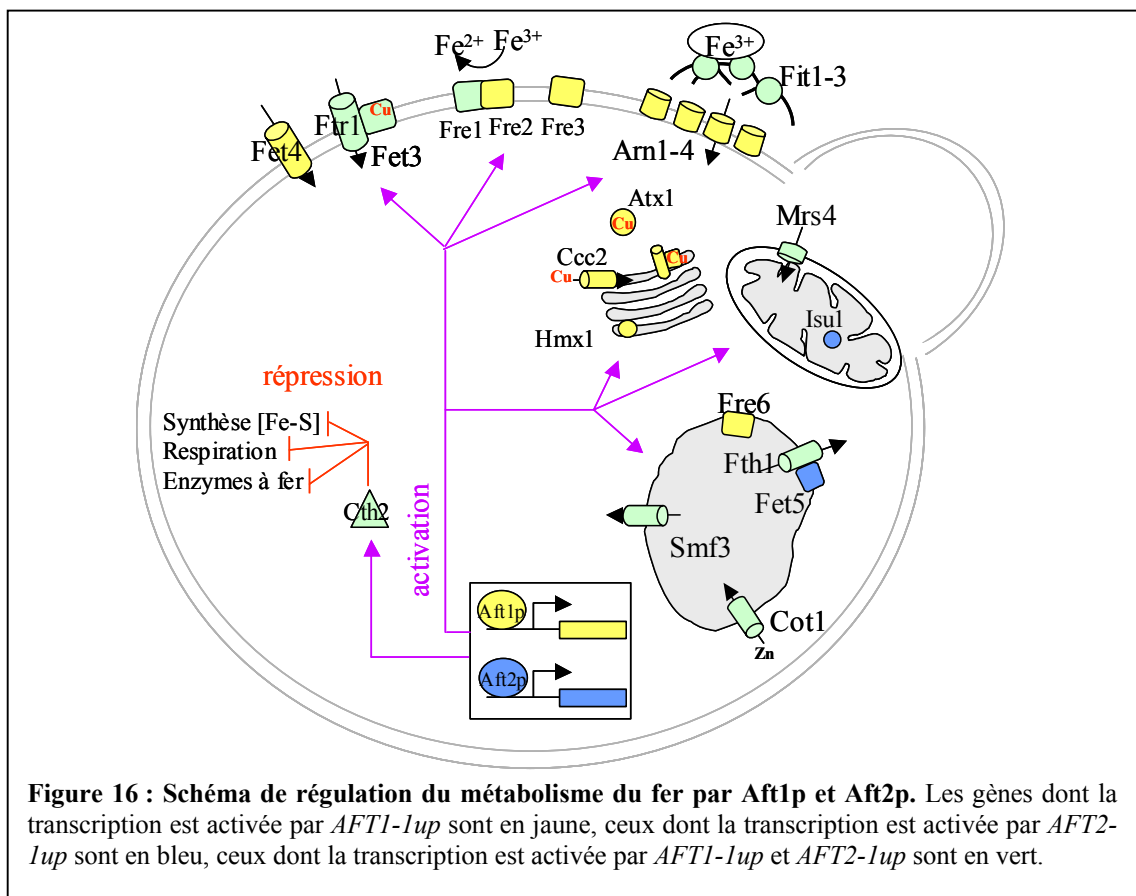 Fe²⁺ Fe³⁺
Fe³⁺
Fit1-3
Cu
Ftr1
Fre1 Fre2 Fre3
Fet4
Fet3
Arn1-4
Atx1
Cu
Mrs4
Ccc2
Cu
Cu
Isu1
Hmx1
répression
Fre6
Synthèse [Fe-S]
Respiration
Fth1
Enzymes à fer
Fet5
Cth2
Smf3
activation
Aft1p
Cot1
Zn
Aft2p
Figure 16 : Schéma de régulation du métabolisme du fer par Aft1p et Aft2p. Les gènes dont la
transcription est activée par AFT1-1up sont en jaune, ceux dont la transcription est activée par AFT2-
1up sont en bleu, ceux dont la transcription est activée par AFT1-1up et AFT2-1up sont en vert.